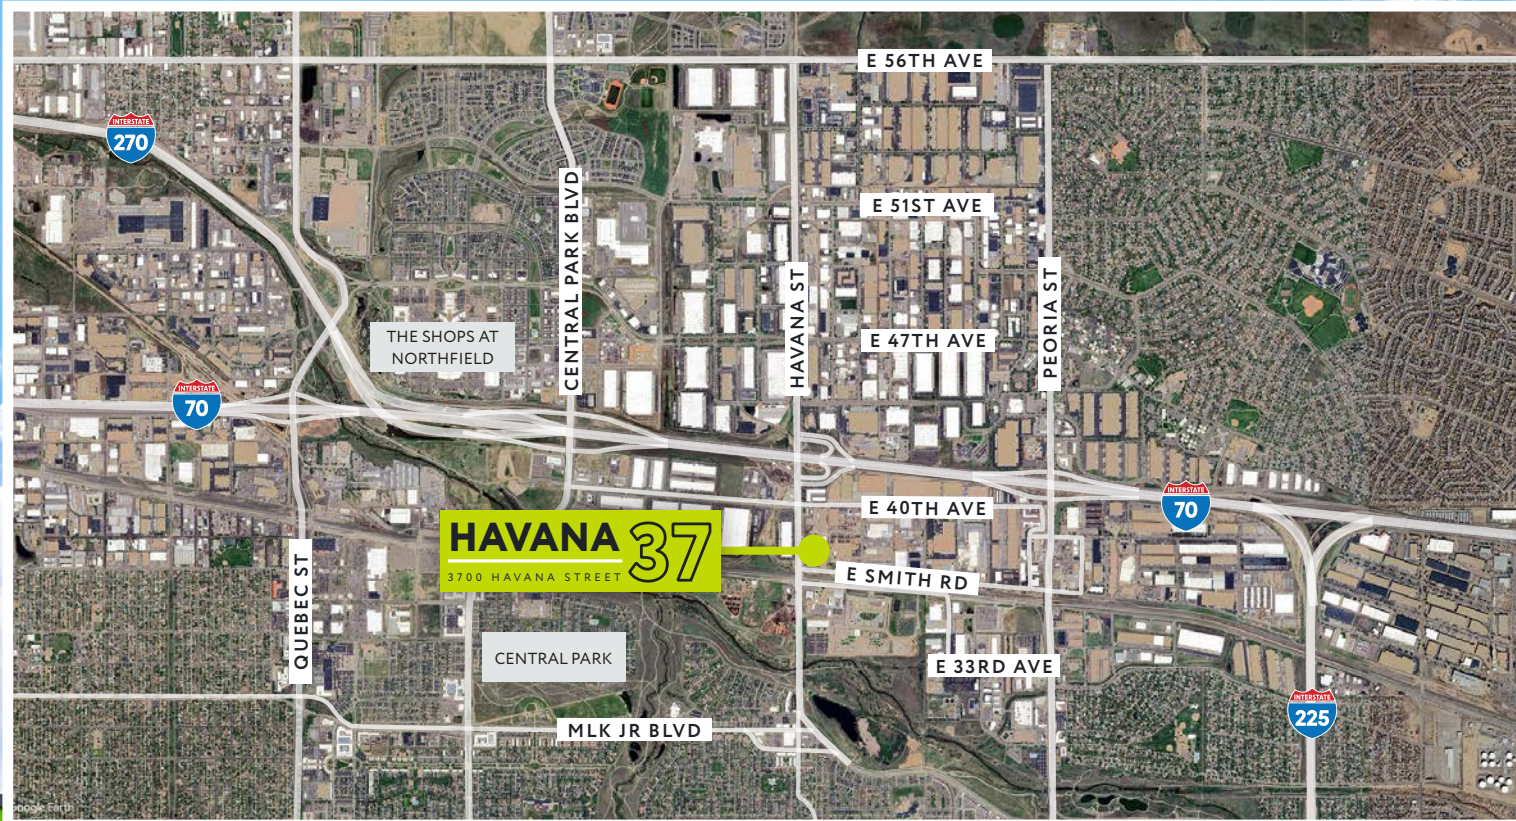 E 56TH AVE
INTERSTATE
270
CENTRAL PARK BLVD
E 51ST AVE
HAVANA ST
PEORIA ST
THE SHOPS AT
NORTHFIELD
E 47TH AVE
INTERSTATE
70
INTERSTATE
70
E 40TH AVE
HAVANA 37
3700 HAVANA STREET
E SMITH RD
QUEBEC ST
CENTRAL PARK
E 33RD AVE
INTERSTATE
225
MLK JR BLVD
Google Earth